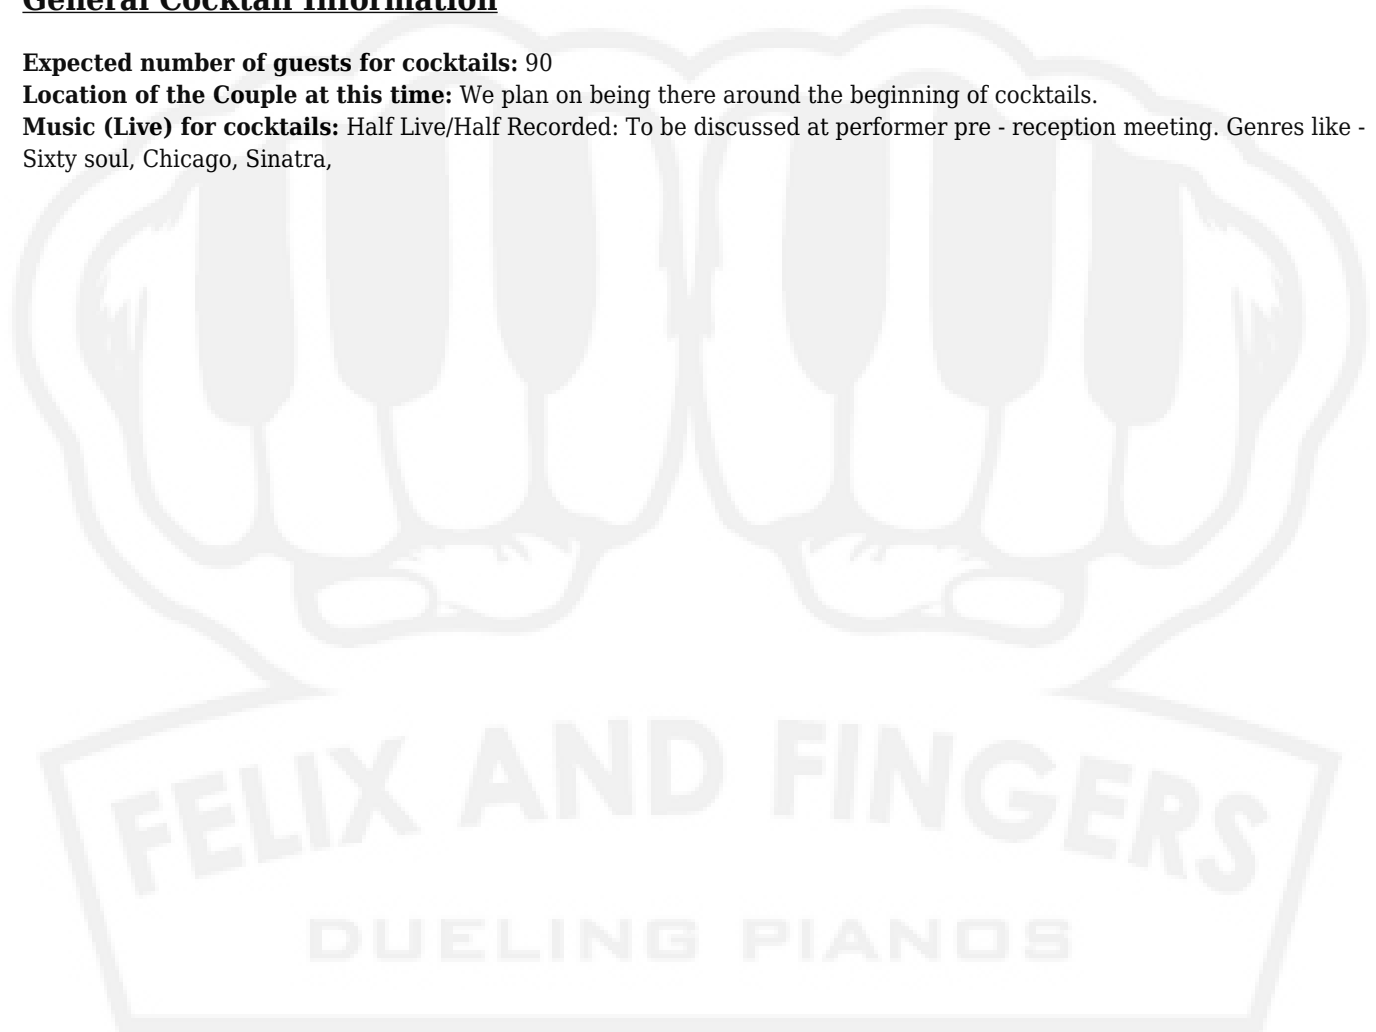 General Cocktail Information
Expected number of guests for cocktails: 90
Location of the Couple at this time: We plan on being there around the beginning of cocktails.
Music (Live) for cocktails: Half Live/Half Recorded: To be discussed at performer pre - reception meeting. Genres like -
Sixty soul, Chicago, Sinatra,
FELIX AND FINGERS
DUELING PIANOS